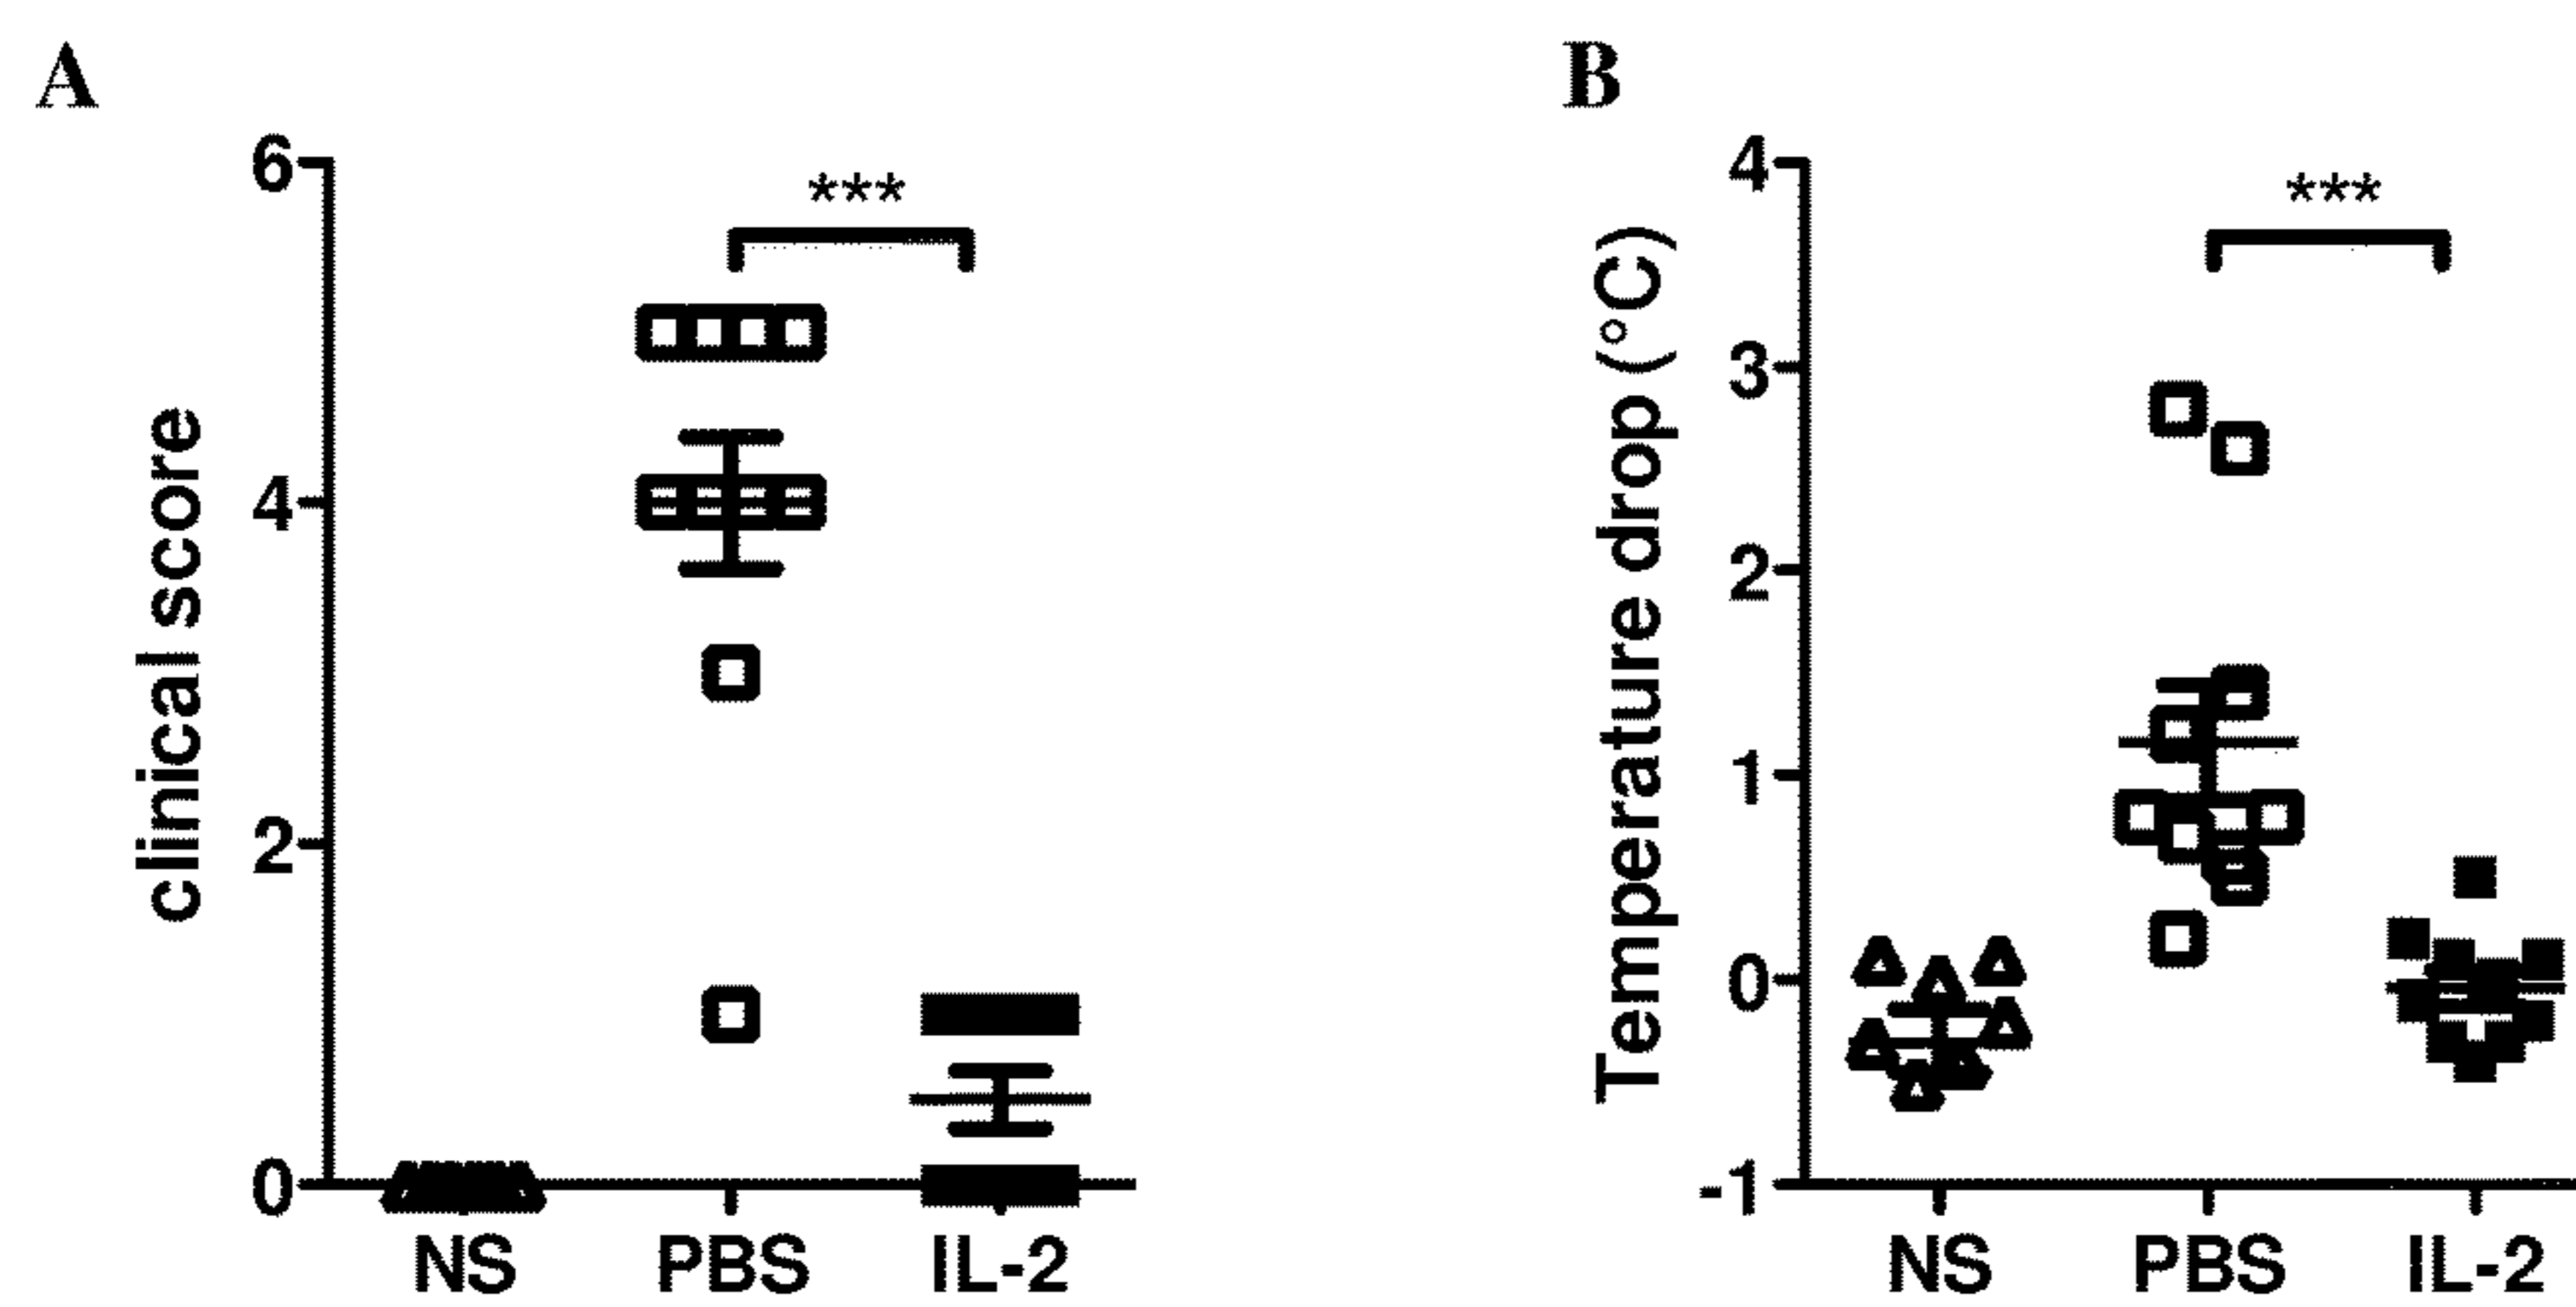 A
6
4
2
0
clinical score
***
NS PBS IL-2
B
4
3
2
1
0
-1
Temperature drop (°C)
***
NS PBS IL-2